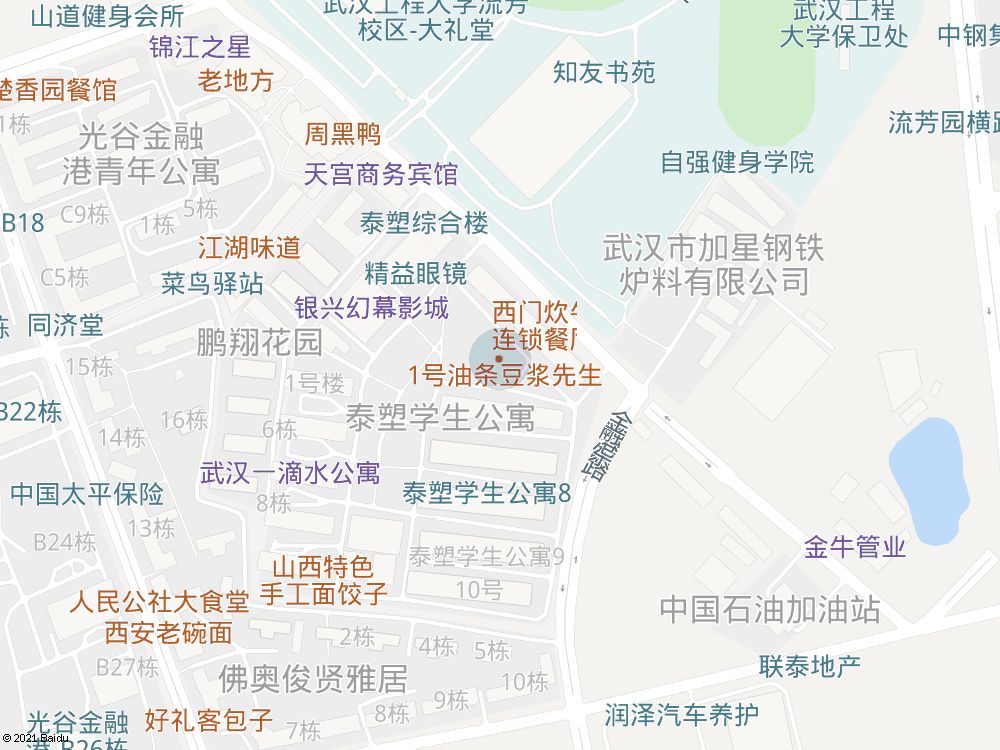 山道健身会所
武汉工程大学流芳
校区-大礼堂
武汉工程
大学保卫处
中钢集
锦江之星
老地方
知友书苑
楚香园餐馆
1栋
光谷金融
港青年公寓
周黑鸭
流芳园横路
天宫商务宾馆
自强健身学院
C9栋
5栋
1栋
B18
泰塑综合楼
江湖味道
武汉市加星钢铁
炉料有限公司
C5栋
菜鸟驿站
精益眼镜
银兴幻幕影城
西门炊
连锁餐厅
栋
同济堂
鹏翔花园
1号油条豆浆先生
B15栋
1号楼
B22栋
16栋
泰塑学生公寓
6栋
14栋
武汉一滴水公寓
中国太平保险
8栋
泰塑学生公寓8
13栋
B24栋
泰塑学生公寓9
金牛管业
山西特色
手工面饺子
10号
人民公社大食堂
西安老碗面
中国石油加油站
2栋
4栋
5栋
B27栋
联泰地产
佛奥俊贤雅居
10栋
9栋
8栋
润泽汽车养护
光谷金融
港-B26栋
好礼客包子
7栋
© 2021 Baidu